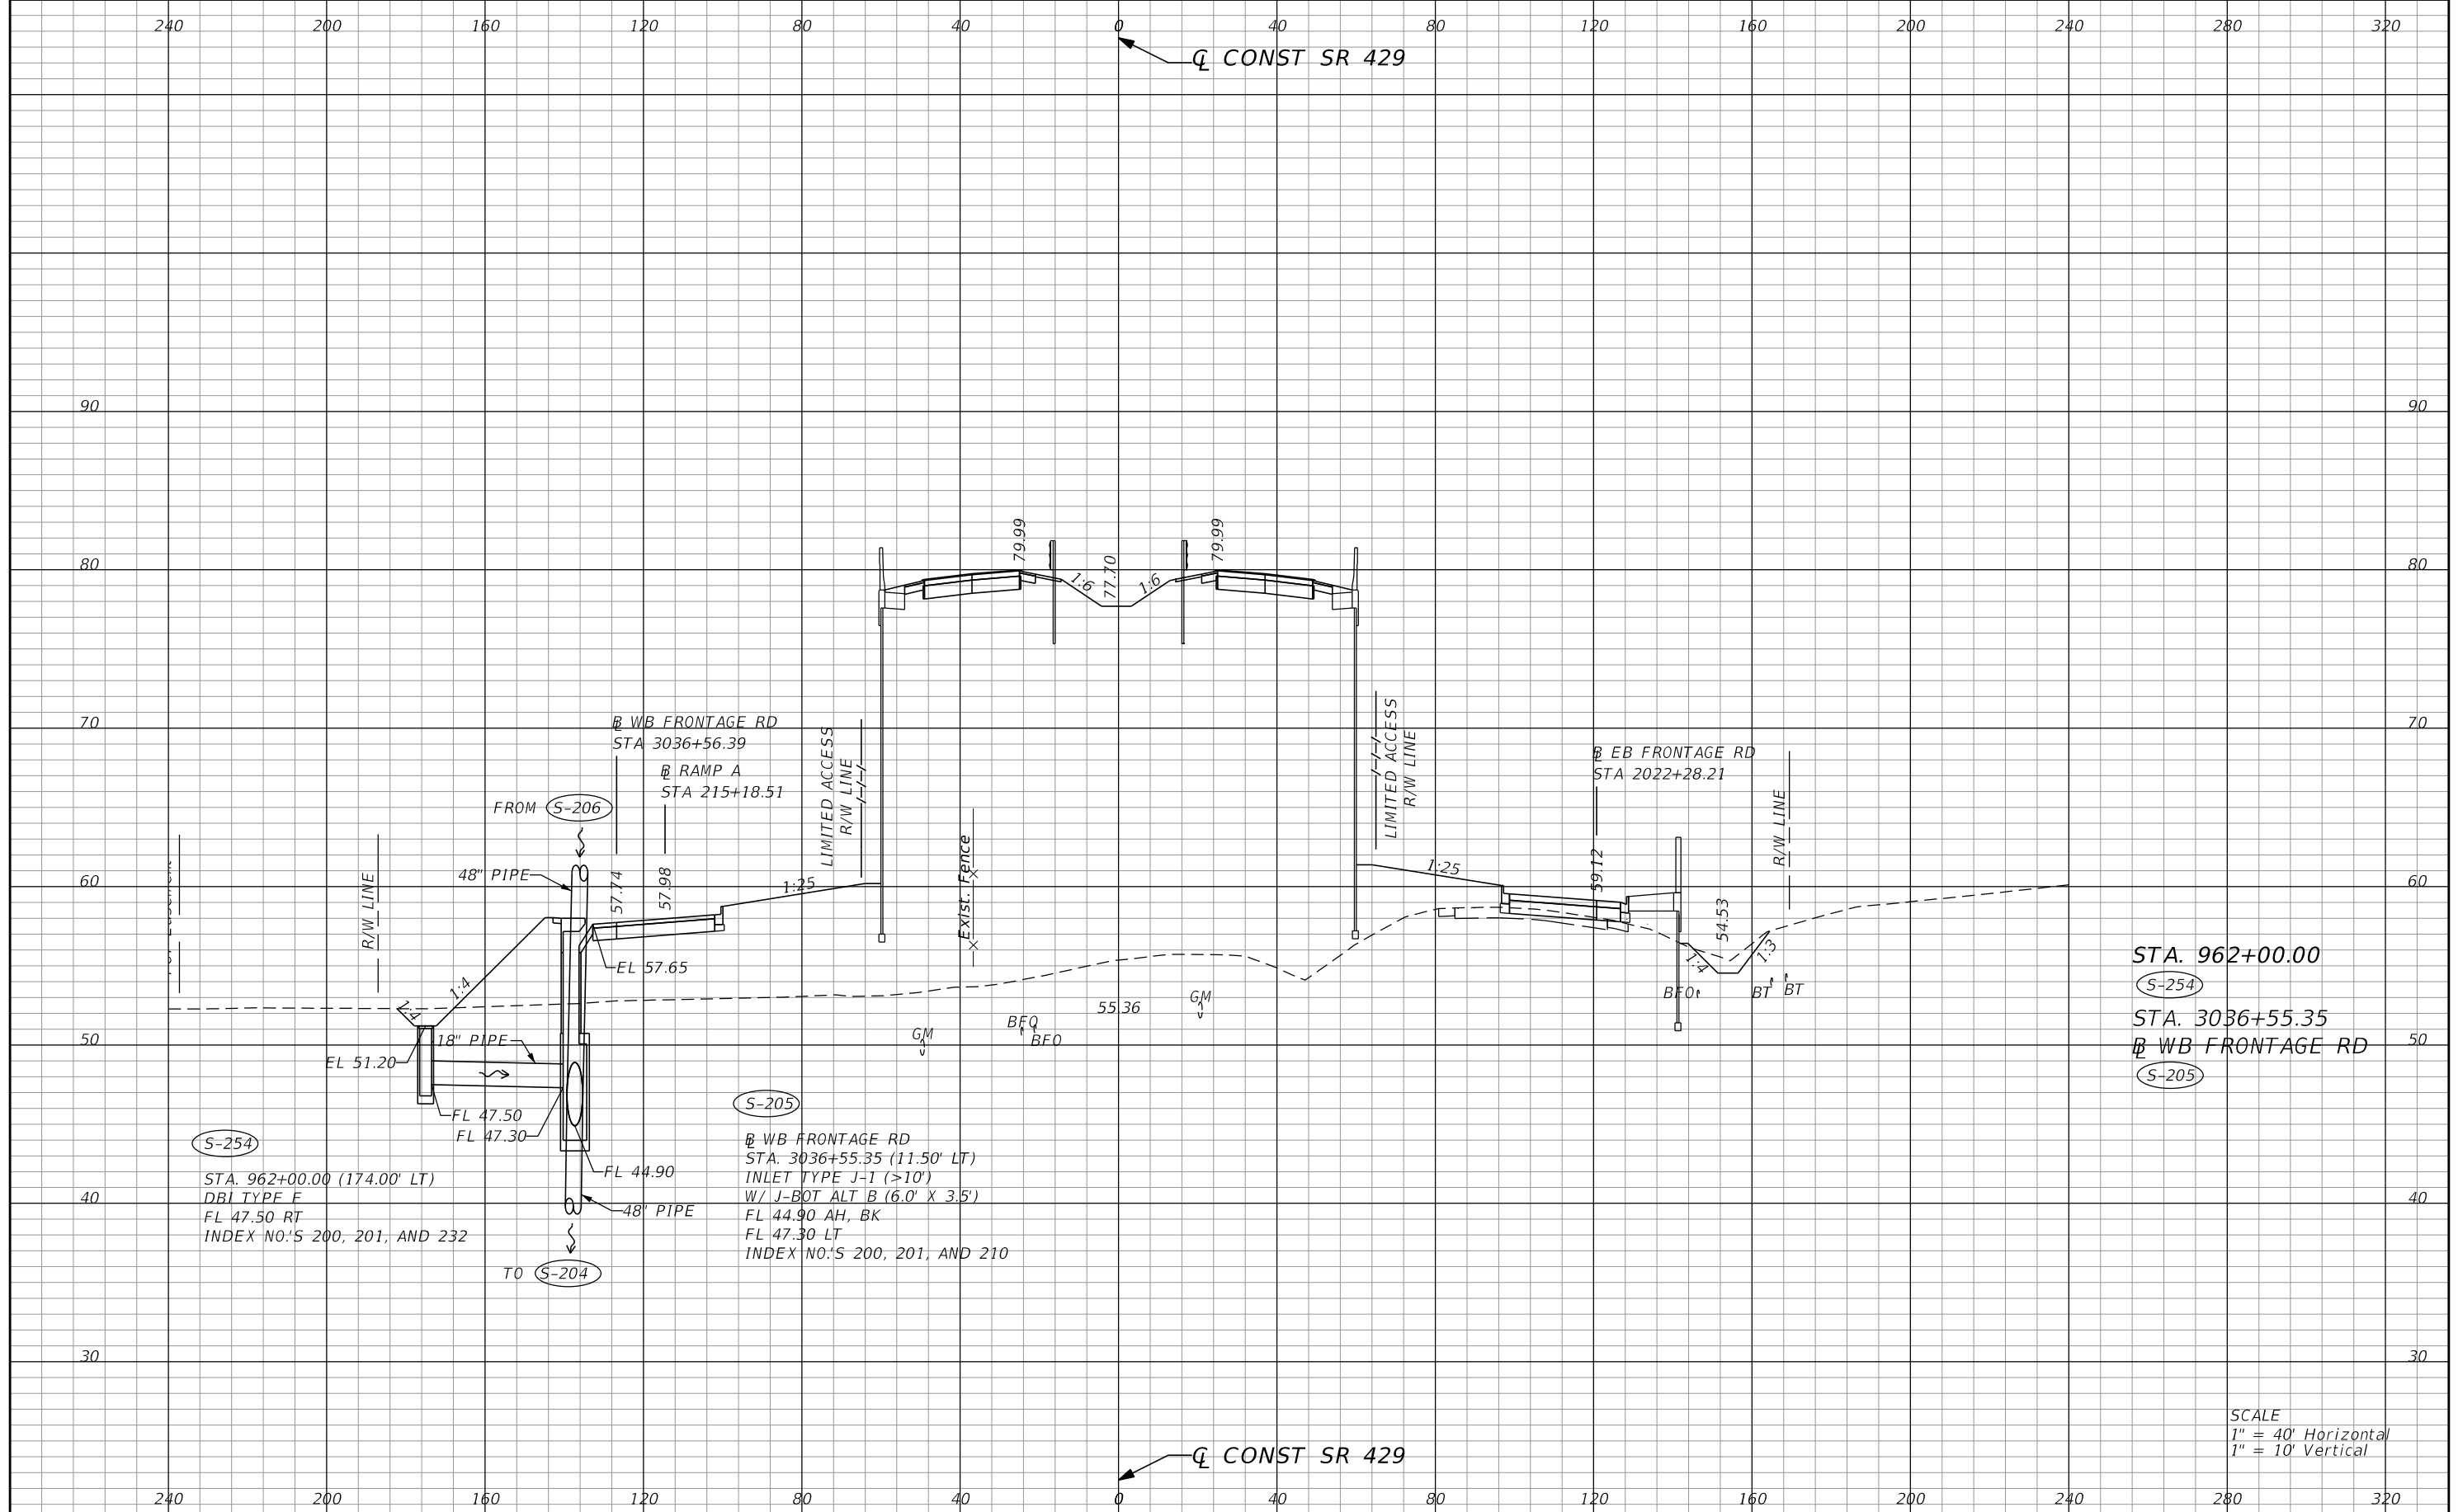 240 200 160 120 80 40 0 40 80 120 160 200 240 280 320
℄ CONST SR 429
90 90
80 80
79.99
77.70
79.99
1:6
1:6
70 70
B WB FRONTAGE RD
STA 3036+56.39
B RAMP A
STA 215+18.51
LIMITED ACCESS
R/W LINE
LIMITED ACCESS
R/W LINE
B EB FRONTAGE RD
STA 2022+28.21
FROM S-206
R/W LINE
R/W LINE
Exist. Fence
60 60
48" PIPE
57.74
57.98
1:25
1:25
59.12
54.53
EL 57.65
1:4
1:4
1:4
1:3
BFO
BT
BT
STA. 962+00.00
S-254
STA. 3036+55.35
B WB FRONTAGE RD
S-205
55.36
GM
GM
BFO
BFO
50 50
18" PIPE
EL 51.20
FL 47.50
FL 47.30
FL 44.90
48" PIPE
S-254
STA. 962+00.00 (174.00' LT)
DBI TYPE F
FL 47.50 RT
INDEX NO.'S 200, 201, AND 232
S-205
B WB FRONTAGE RD
STA. 3036+55.35 (11.50' LT)
INLET TYPE J-1 (>10')
W/ J-BOT ALT B (6.0' X 3.5')
FL 44.90 AH, BK
FL 47.30 LT
INDEX NO.'S 200, 201, AND 210
40 40
TO S-204
30 30
SCALE
1" = 40' Horizontal
1" = 10' Vertical
℄ CONST SR 429
240 200 160 120 80 40 0 40 80 120 160 200 240 280 320